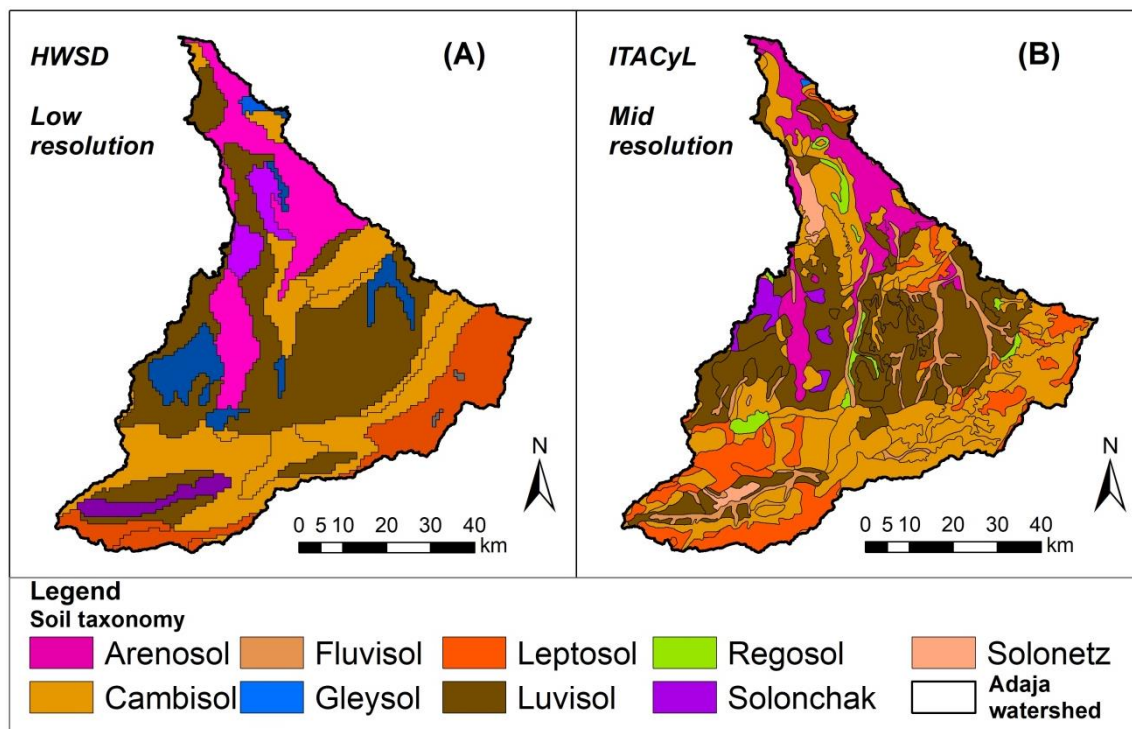 HWSD
(A)
Low
resolution
N
0 5 10 20 30 40
km
ITACyL
(B)
Mid
resolution
N
0 5 10 20 30 40
km
Legend
Soil taxonomy
Arenosol Fluvisol Leptosol Regosol Solonetz
Cambisol Gleysol Luvisol Solonchak Adaja
watershed